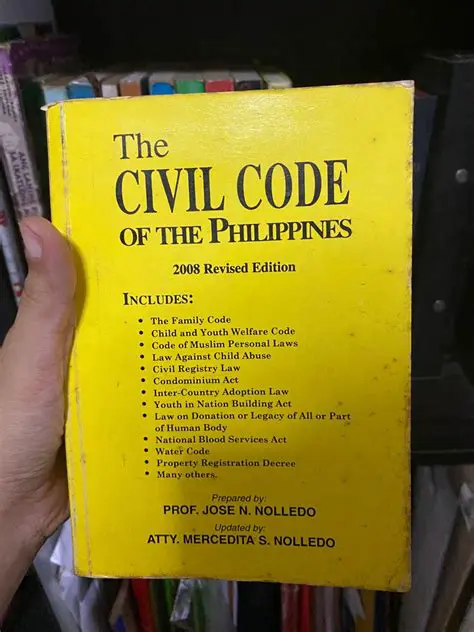 The
CIVIL CODE
OF THE PHILIPPINES
2008 Revised Edition
INCLUDES:
• The Family Code
• Child and Youth Welfare Code
• Code of Muslim Personal Laws
• Law Against Child Abuse
• Civil Registry Law
• Condominium Act
• Inter-Country Adoption Law
• Youth in Nation Building Act
• Law on Donation or Legacy of All or Part
of Human Body
• National Blood Services Act
• Water Code
• Property Registration Decree
• Many others.
Prepared by:
PROF. JOSE N. NOLLEDO
Updated by:
ATTY. MERCEDITA S. NOLLEDO